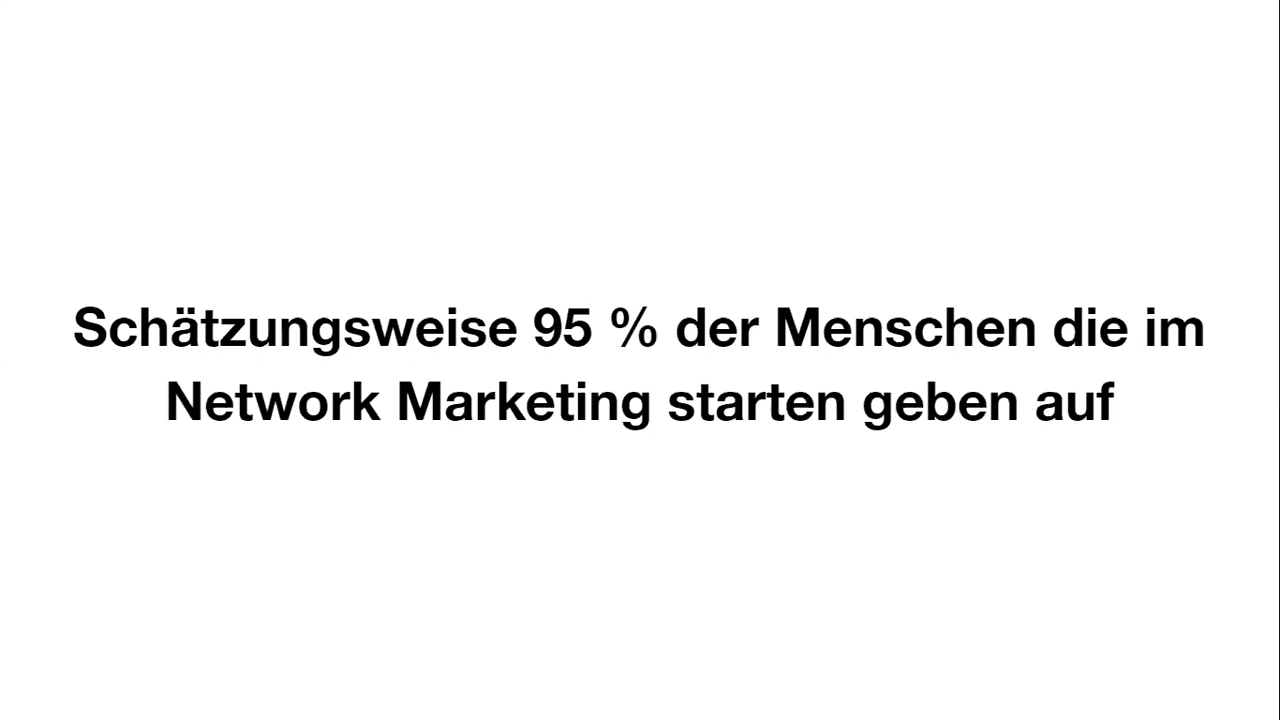 Schätzungsweise 95 % der Menschen die im
Network Marketing starten geben auf